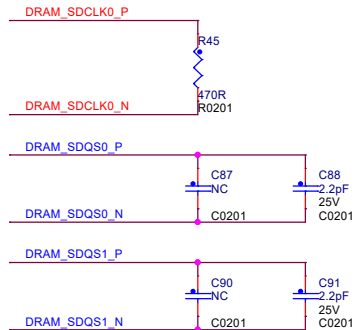 DRAM_SDCLK0_P
R45
470R
R0201
DRAM_SDCLK0_N
DRAM_SDQS0_P
C87
NC
C0201
C88
2.2pF
25V
C0201
DRAM_SDQS0_N
DRAM_SDQS1_P
C90
NC
C0201
C91
2.2pF
25V
C0201
DRAM_SDQS1_N